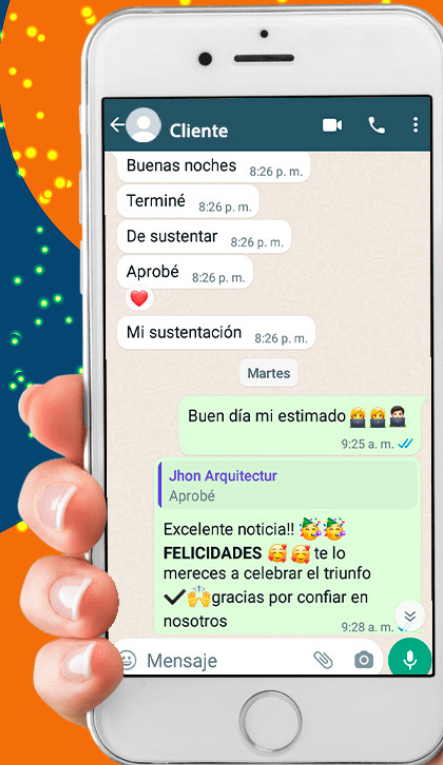 Cliente
Buenas noches 8:26 p. m.
Terminé 8:26 p. m.
De sustentar 8:26 p. m.
Aprobé 8:26 p. m.
Mi sustentación 8:26 p. m.
Martes
Buen día mi estimado
9:25 a. m.
Jhon Arquitectur
Aprobé
Excelente noticia!!
FELICIDADES te lo
mereces a celebrar el triunfo
gracias por confiar en
nosotros
9:28 a. m.
Mensaje